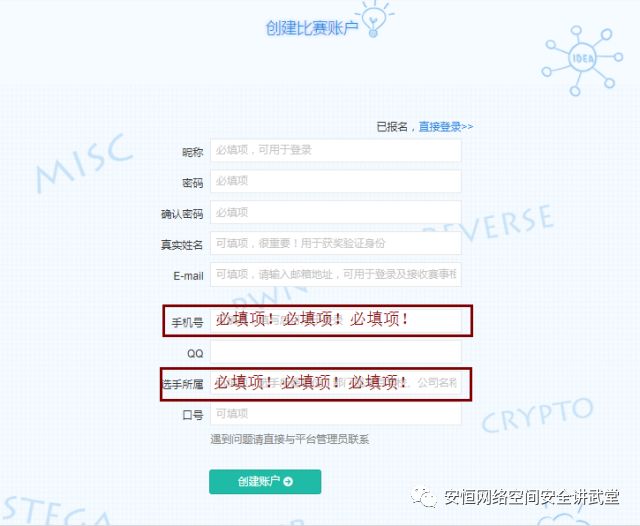 创建比赛账户
IDEA
已报名，直接登录>>
MISC
昵称 必填项，可用于登录
密码 必填项
确认密码 必填项
REVERSE
真实姓名 可填项，很重要！用于获奖验证身份
E-mail 可填项，请输入邮箱地址，可用于登录及接收赛事相
PWN
手机号 必填项！必填项！必填项！
QQ
选手所属 必填项！必填项！必填项！ 公司名称
口号 可填项
CRYPTO
遇到问题请直接与平台管理员联系
创建账户
安恒网络空间安全讲武堂
STEGA